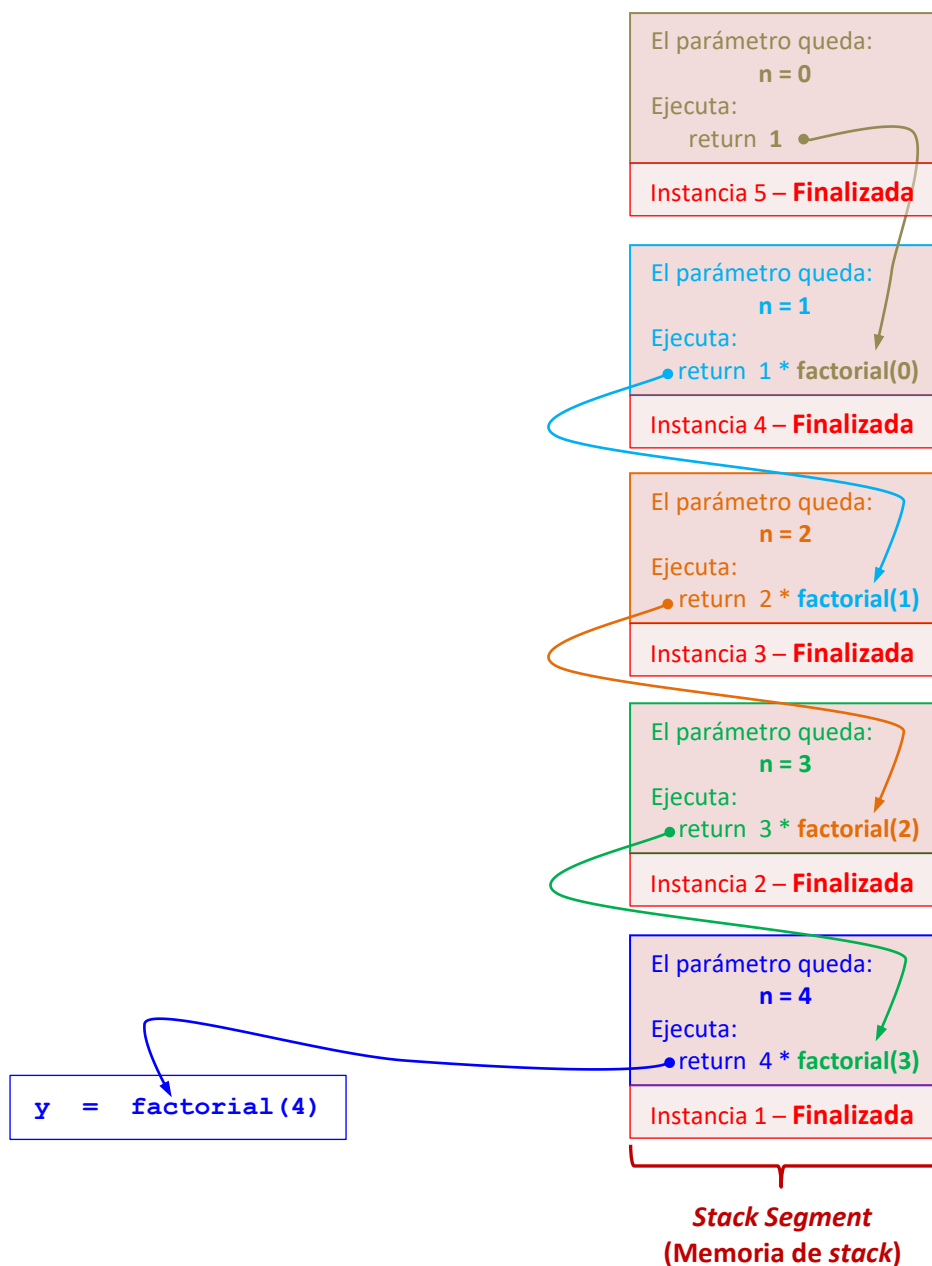 El parámetro queda:
n = 0
Ejecuta:
return 1
Instancia 5 – Finalizada
El parámetro queda:
n = 1
Ejecuta:
return 1 * factorial(0)
Instancia 4 – Finalizada
El parámetro queda:
n = 2
Ejecuta:
return 2 * factorial(1)
Instancia 3 – Finalizada
El parámetro queda:
n = 3
Ejecuta:
return 3 * factorial(2)
Instancia 2 – Finalizada
El parámetro queda:
n = 4
Ejecuta:
return 4 * factorial(3)
y = factorial(4)
Instancia 1 – Finalizada
Stack Segment
(Memoria de stack)